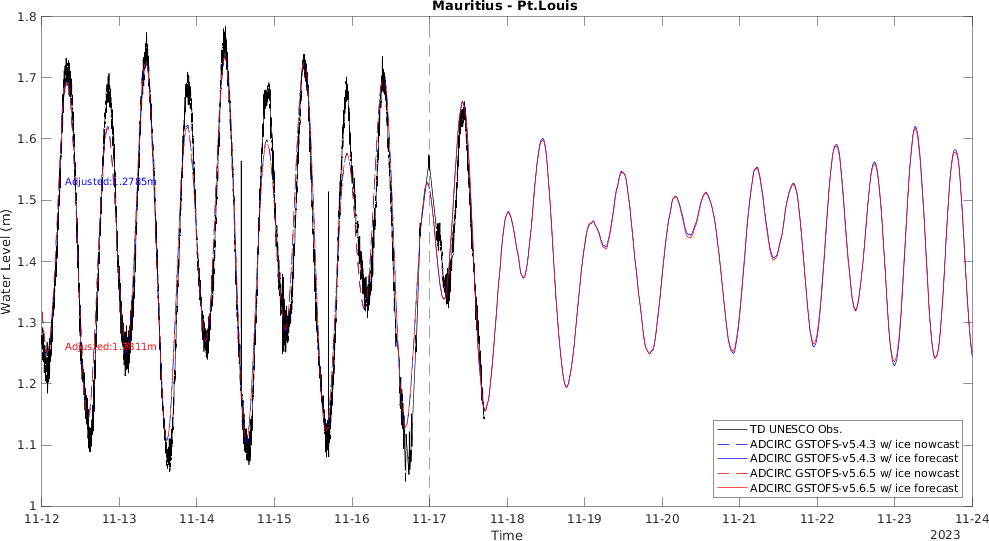 Mauritius - Pt.Louis
1.8
1.7
1.6
1.5
1.4
1.3
1.2
1.1
1
Water Level (m)
Adjusted:1.2785m
11-12
11-13
11-14
11-15
11-16
11-17
11-18
11-19
11-20
11-21
11-22
11-23
11-24
Time
2023
TD UNESCO Obs.
ADCIRC GSTOFS-v5.4.3 w/ ice nowcast
ADCIRC GSTOFS-v5.4.3 w/ ice forecast
ADCIRC GSTOFS-v5.6.5 w/ ice nowcast
ADCIRC GSTOFS-v5.6.5 w/ ice forecast